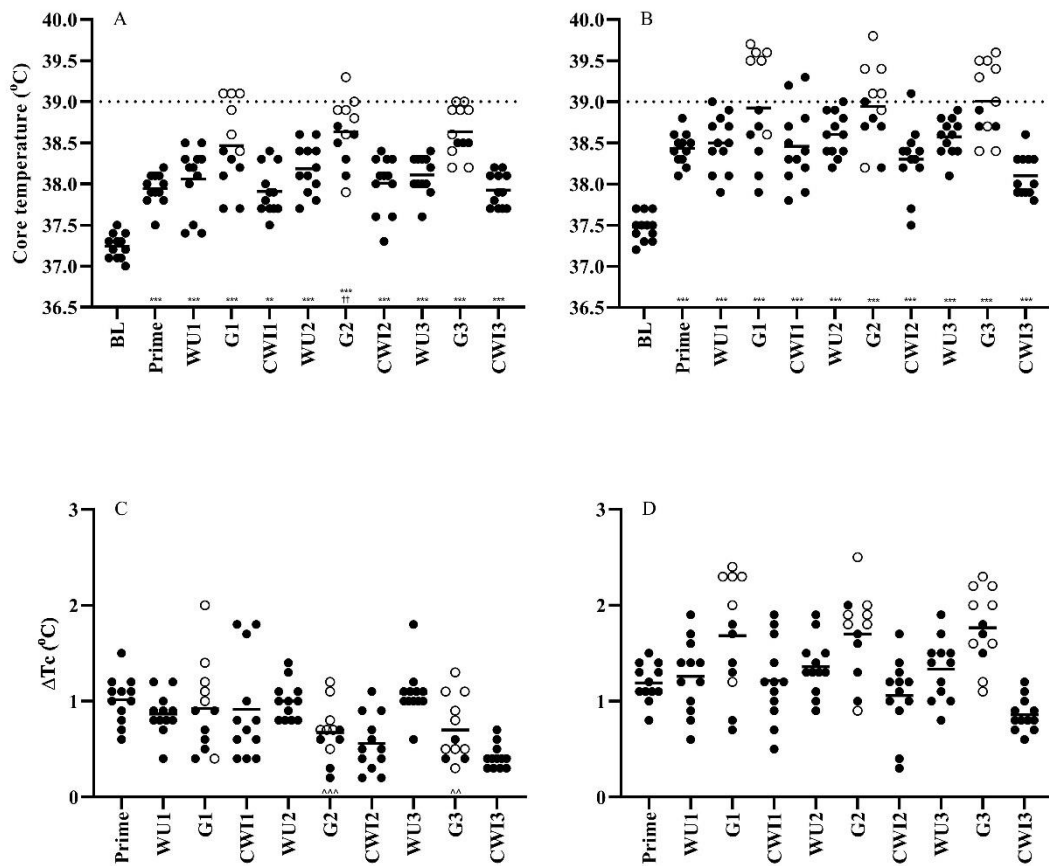 A
Core temperature (°C)
40.0
39.5
39.0
38.5
38.0
37.5
37.0
36.5
*** *** *** ** *** *** *** *** *** ***
††
BL Prime WU1 G1 CWI1 WU2 G2 CWI2 WU3 G3 CWI3
B
40.0
39.5
39.0
38.5
38.0
37.5
37.0
36.5
*** *** *** *** *** *** *** *** *** ***
BL Prime WU1 G1 CWI1 WU2 G2 CWI2 WU3 G3 CWI3
C
ΔTc (°C)
3
2
1
0
^^^ ^^
Prime WU1 G1 CWI1 WU2 G2 CWI2 WU3 G3 CWI3
D
3
2
1
0
Prime WU1 G1 CWI1 WU2 G2 CWI2 WU3 G3 CWI3